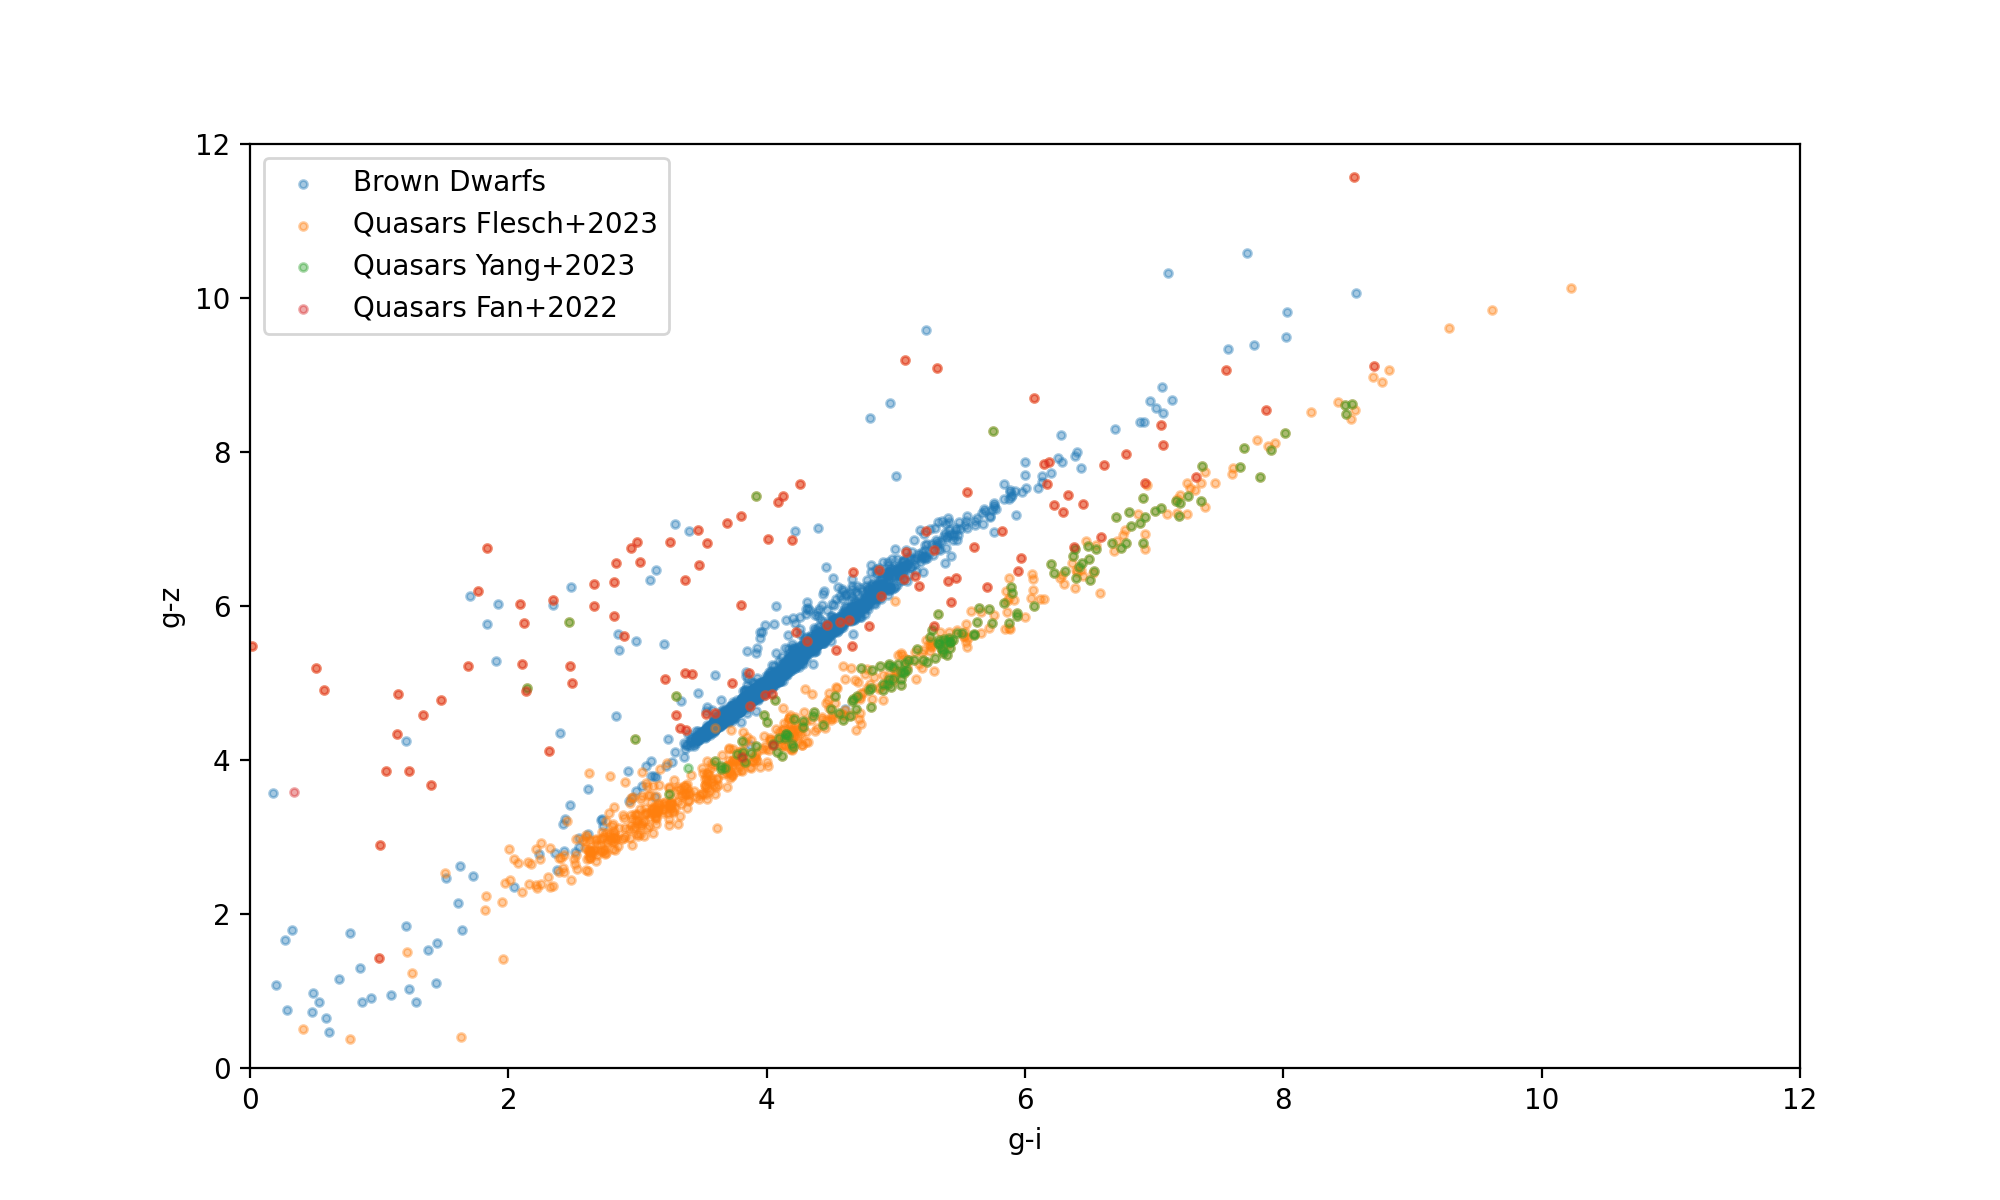 12
10
8
6
4
2
0
g-z
Brown Dwarfs
Quasars Flesch+2023
Quasars Yang+2023
Quasars Fan+2022
0 2 4 6 8 10 12
g-i